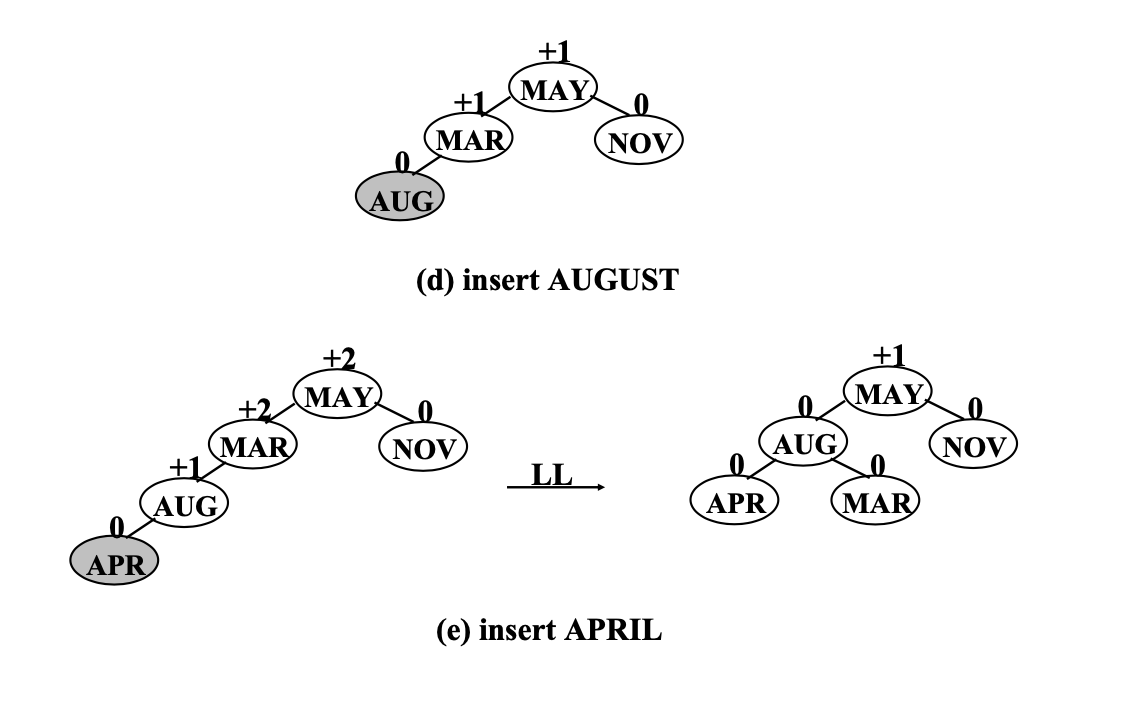 +1
MAY
+1
0
MAR
NOV
0
AUG
(d) insert AUGUST
+2
+1
MAY
MAY
+2
0
0
0
MAR
NOV
AUG
NOV
+1
LL
0
0
AUG
APR
MAR
0
APR
(e) insert APRIL